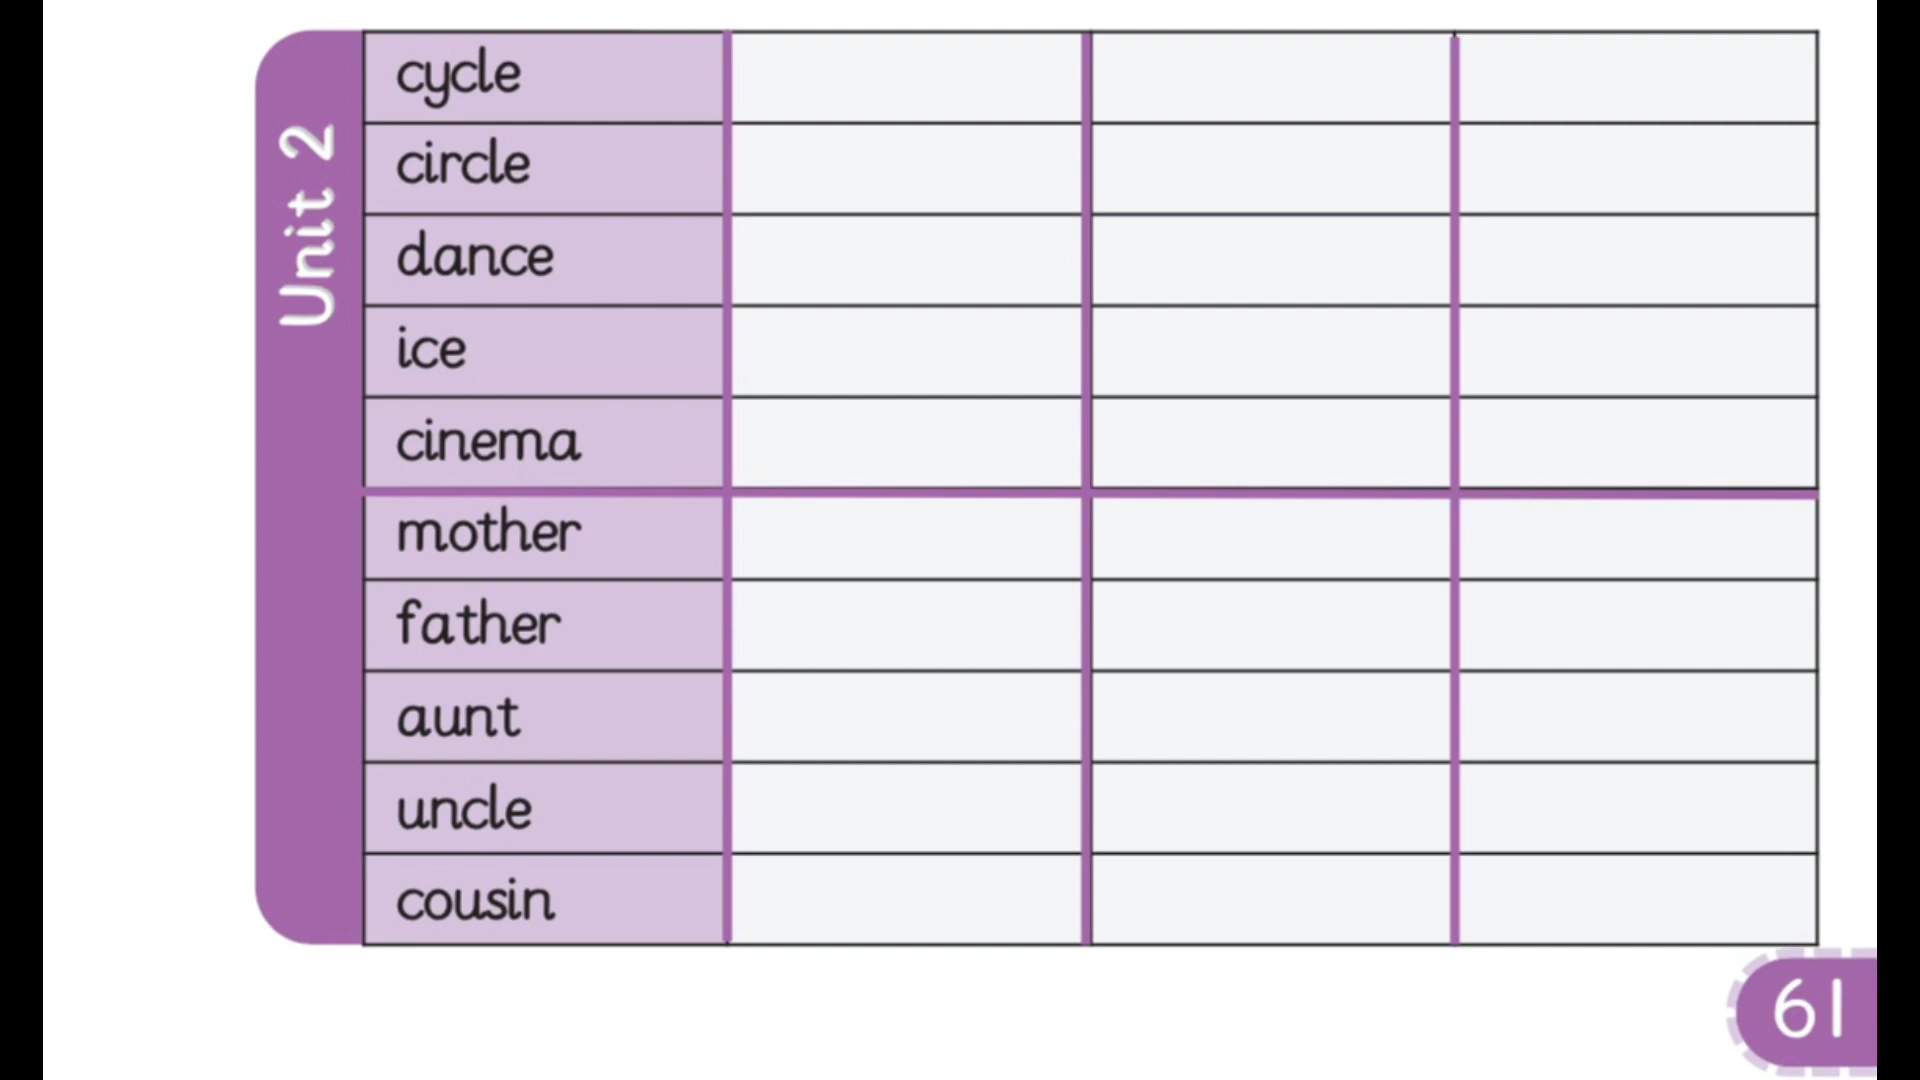 Unit 2
cycle
circle
dance
ice
cinema
mother
father
aunt
uncle
cousin
61